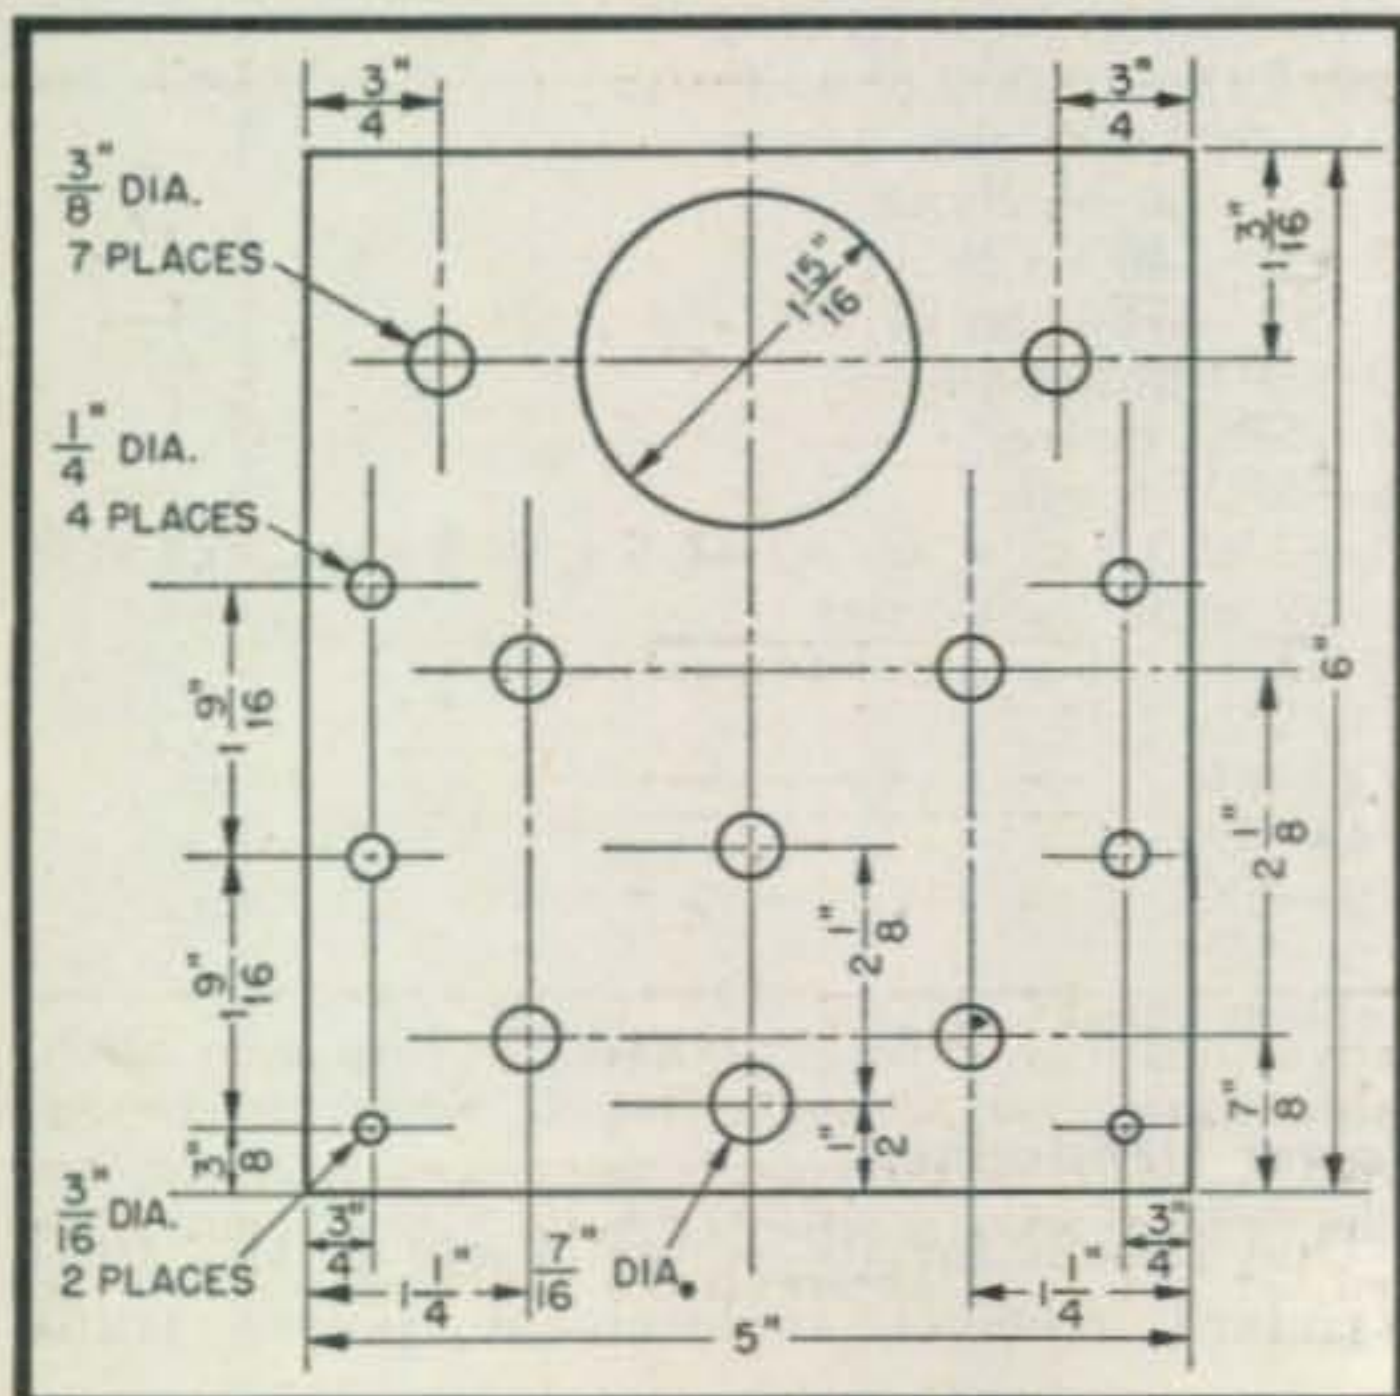 3/4"
3/4"
3/8" DIA.
7 PLACES
1 3/16"
1 15/16"
1/4" DIA.
4 PLACES
6"
1 9/16"
2 1/8"
2 1/8"
1 9/16"
7/8"
1/2"
3/8"
3/16" DIA.
2 PLACES
3/4"
3/4"
1 1/4"
7/16" DIA.
1 1/4"
5"